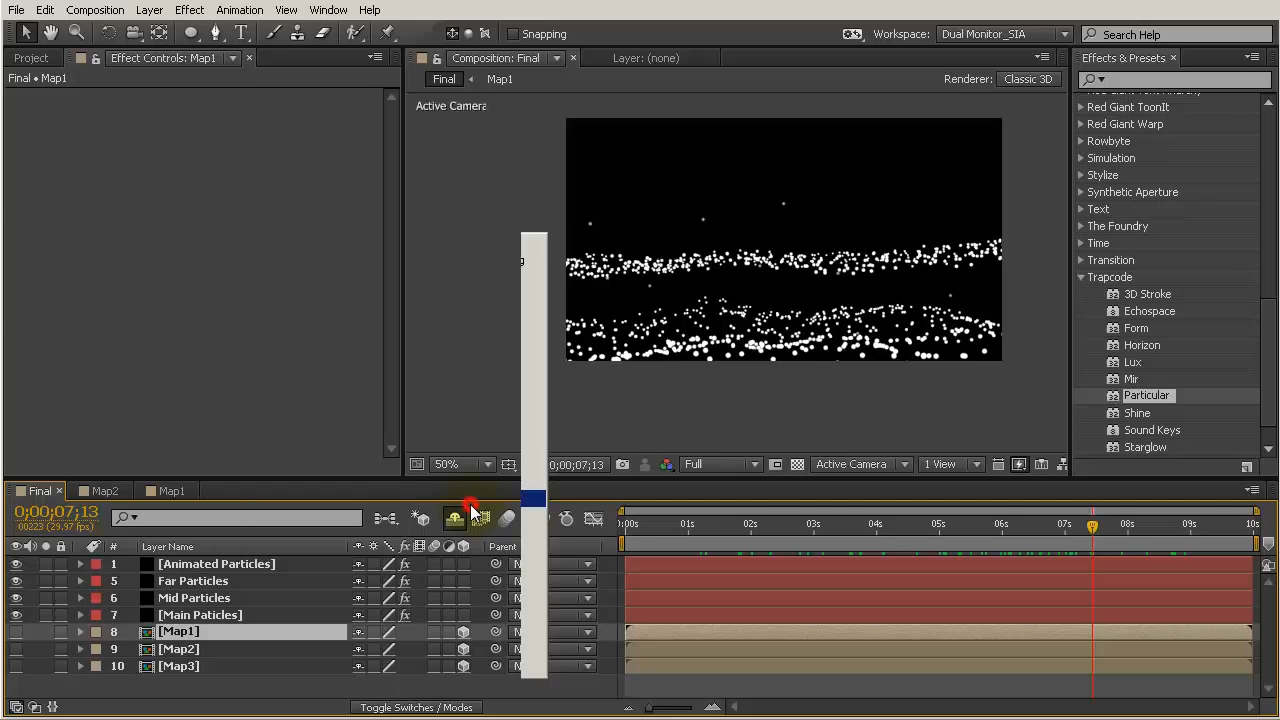 File Edit Composition Layer Effect Animation View Window Help
Snapping Workspace: Dual Monitor_SIA Search Help
Project Effect Controls: Map1 Composition: Final Layer: (none) Effects & Presets
Final • Map1 Final Map1 Renderer: Classic 3D
Active Camera
Red Giant ToonIt
Red Giant Warp
Rowbyte
Simulation
Stylize
Synthetic Aperture
Text
The Foundry
Time
Transition
Trapcode
3D Stroke
Echospace
Form
Horizon
Lux
Mir
Particular
Shine
Sound Keys
Starglow
50% 0;00;07;13 Full Active Camera 1 View
Final Map2 Map1
0;00;07;13
00223 (29.97 fps)
:00s 01s 02s 03s 04s 05s 06s 07s 08s 09s 10s
# Layer Name Parent
1 [Animated Particles]
5 Far Particles
6 Mid Particles
7 [Main Paticles]
8 [Map1]
9 [Map2]
10 [Map3]
Toggle Switches / Modes